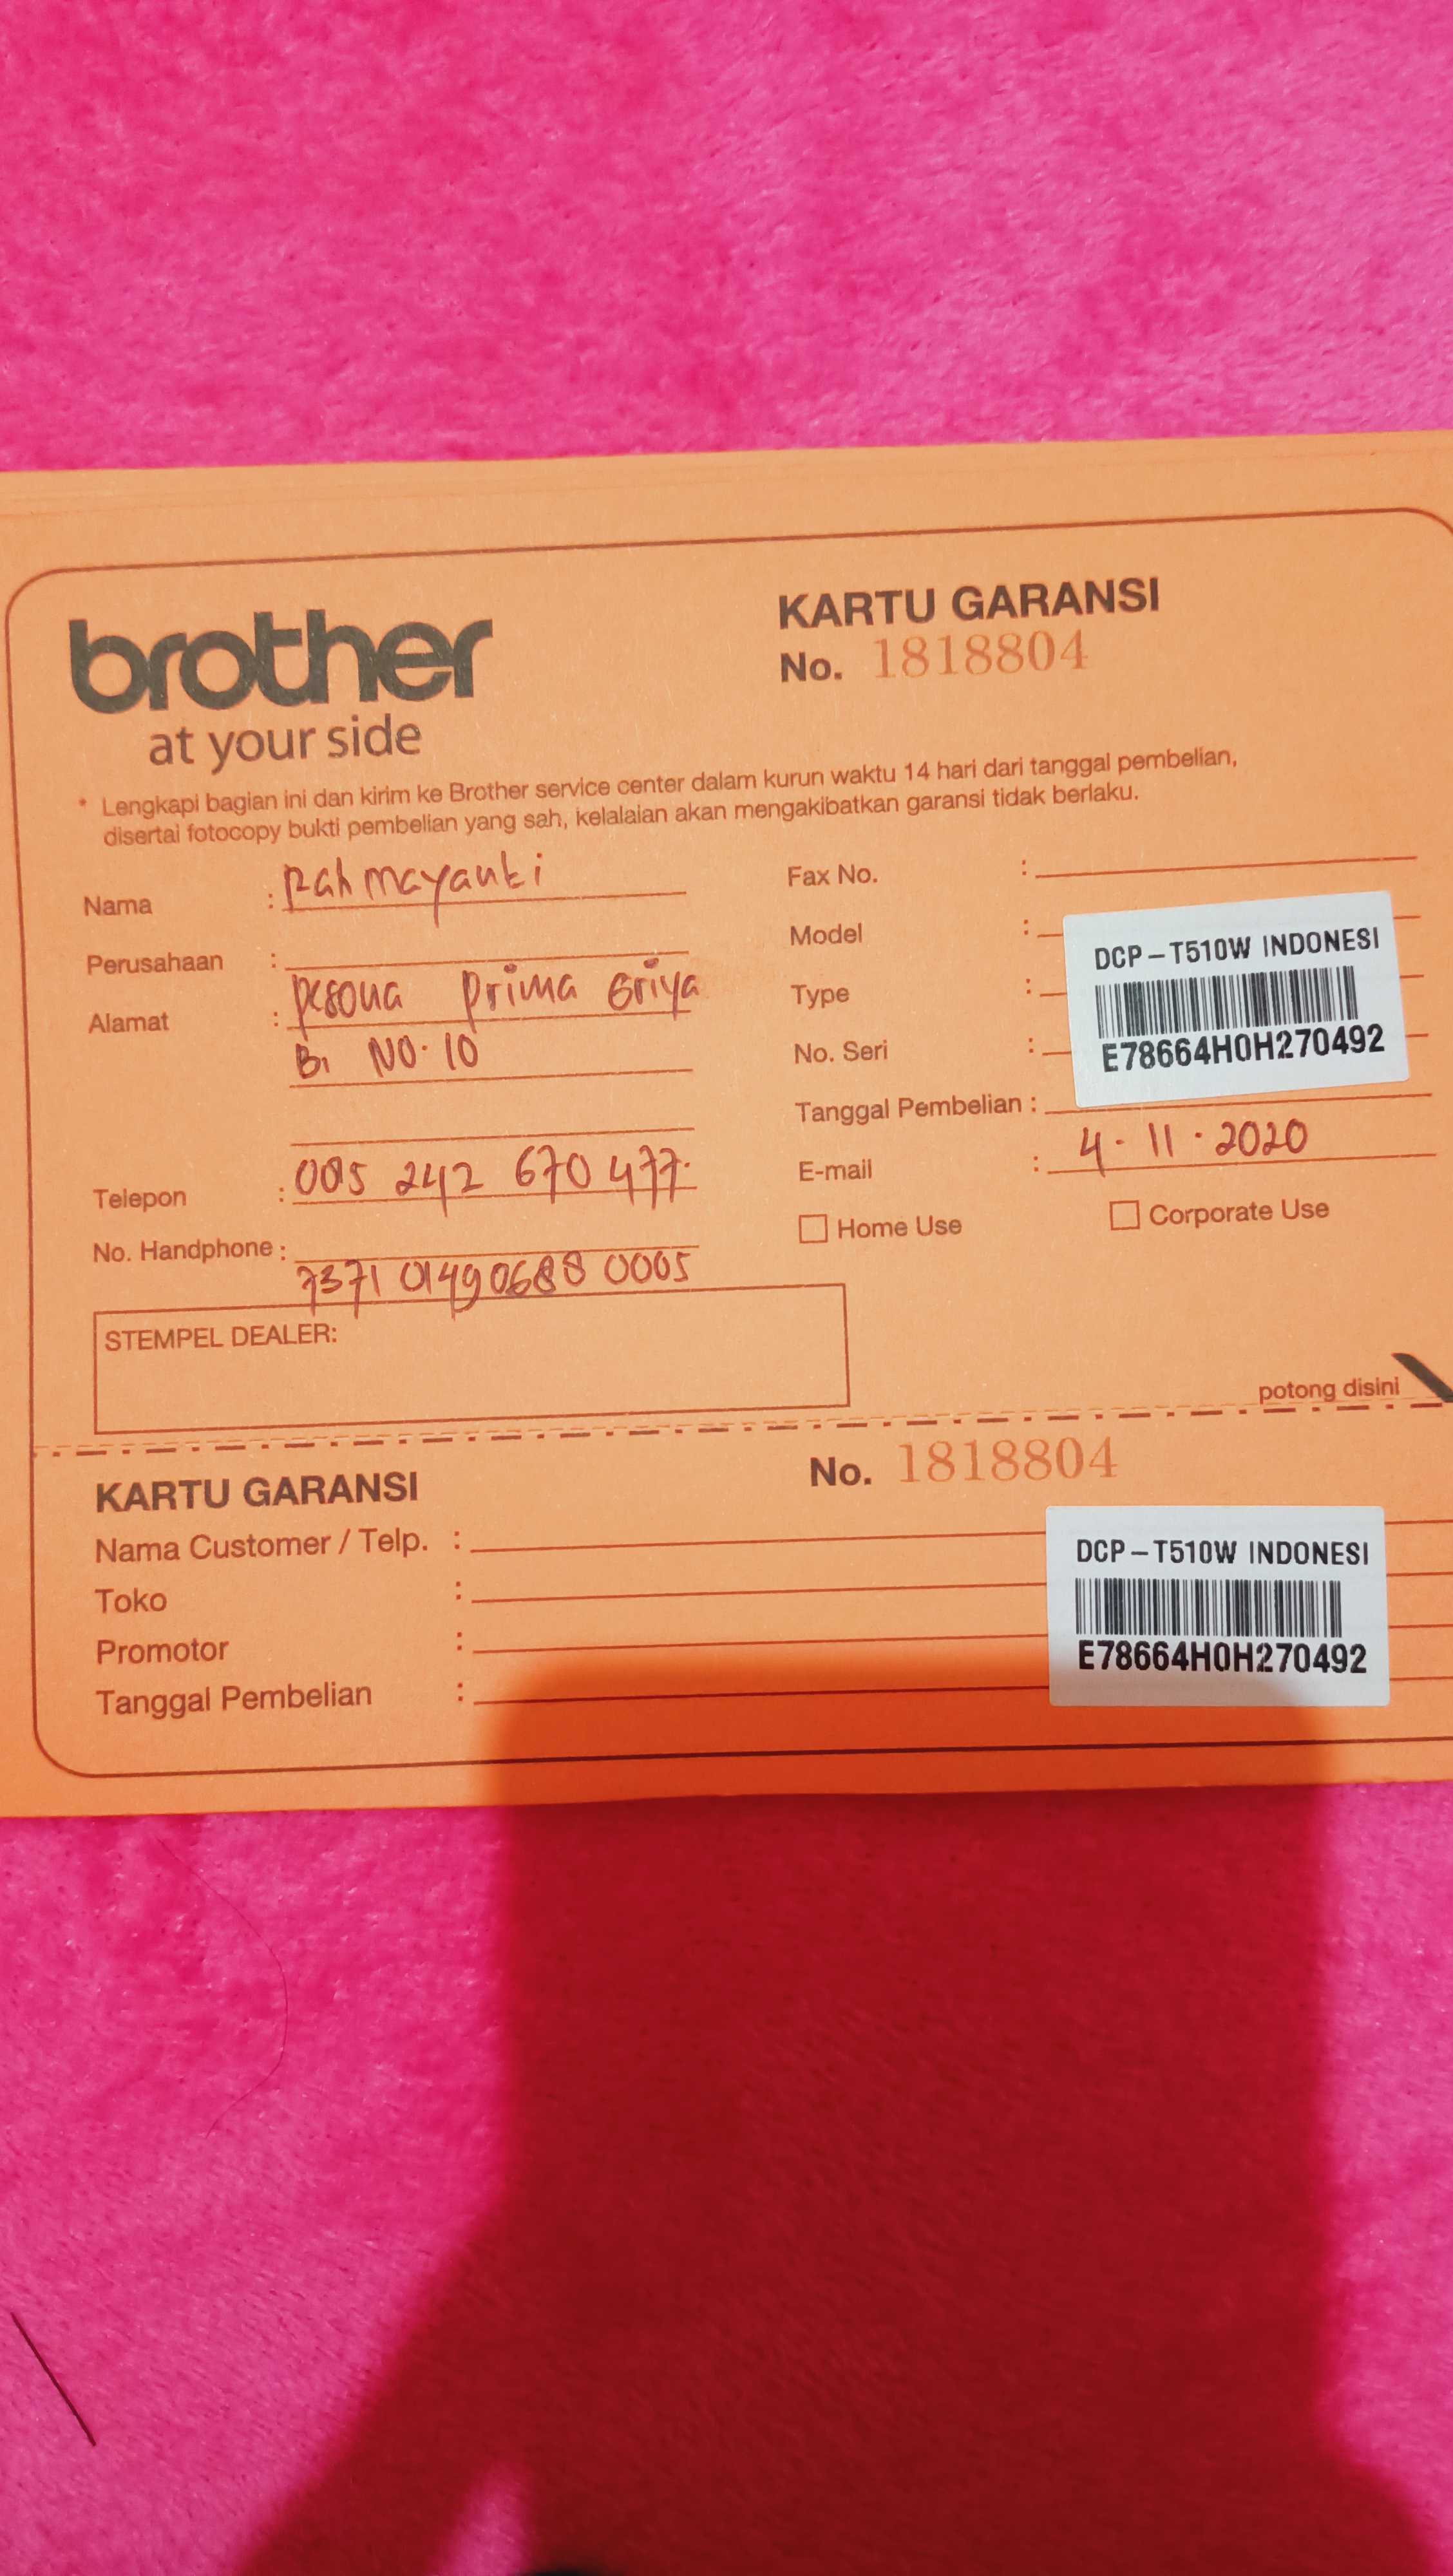 brother
at your side
KARTU GARANSI
No. 1818804
* Lengkapi bagian ini dan kirim ke Brother service center dalam kurun waktu 14 hari dari tanggal pembelian,
disertai fotocopy bukti pembelian yang sah, kelalaian akan mengakibatkan garansi tidak berlaku.
Nama : Rahmayanti
Perusahaan :
Alamat : pesona prima Griya
B1 NO. 10
Telepon : 085 242 670 477.
No. Handphone :
7371 0149 0688 0005
Fax No. :
Model :
Type :
No. Seri :
DCP-T510W INDONESI
E78664H0H270492
Tanggal Pembelian :
4 - 11 - 2020
E-mail :
Home Use
Corporate Use
STEMPEL DEALER:
potong disini
KARTU GARANSI
No. 1818804
Nama Customer / Telp. :
Toko :
Promotor :
Tanggal Pembelian :
DCP-T510W INDONESI
E78664H0H270492